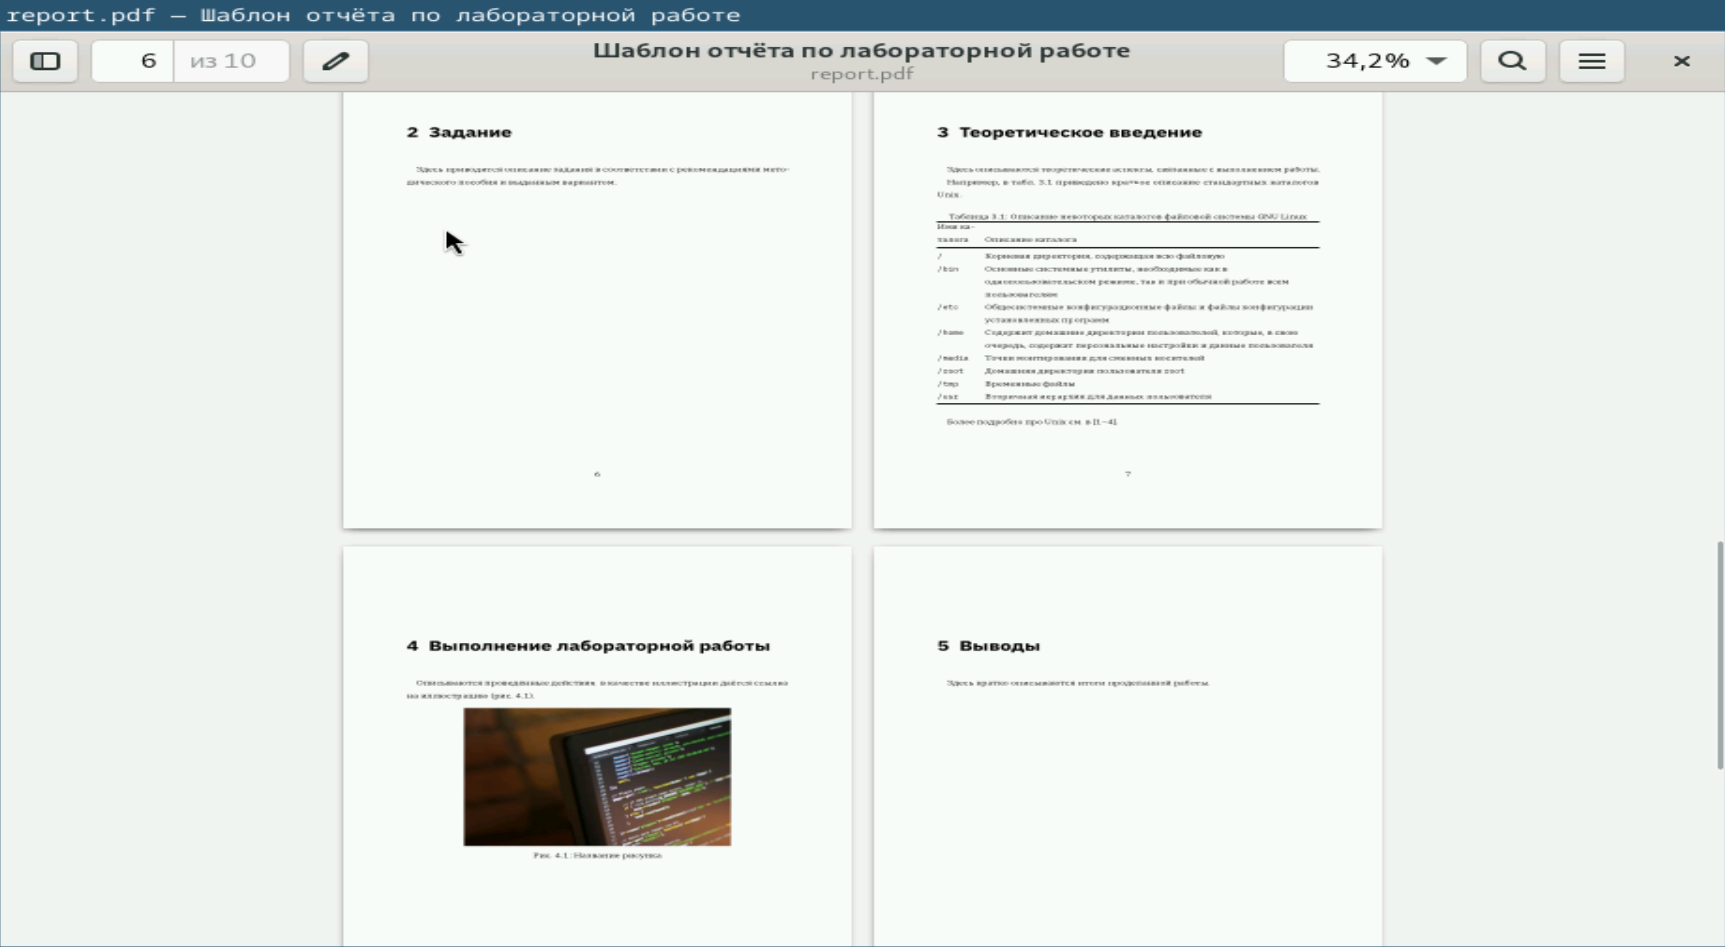 report.pdf — Шаблон отчёта по лабораторной работе
6 из 10
Шаблон отчёта по лабораторной работе
report.pdf
34,2%
2 Задание
Здесь приводится описание задания в соответствии с рекомендациями мето-
дического пособия и выданным вариантом.
6
3 Теоретическое введение
Здесь описываются теоретические аспекты, связанные с выполнением работы.
Например, в табл. 3.1 приведено краткое описание стандартных каталогов
Unix.
Таблица 3.1: Описание некоторых каталогов файловой системы GNU Linux
Имя ка-
талога Описание каталога
/ Корневая директория, содержащая всю файловую
/bin Основные системные утилиты, необходимые как в
однопользовательском режиме, так и при обычной работе всем
пользователям
/etc Общесистемные конфигурационные файлы и файлы конфигурации
установленных программ
/home Содержит домашние директории пользователей, которые, в свою
очередь, содержат персональные настройки и данные пользователя
/media Точки монтирования для сменных носителей
/root Домашняя директория пользователя root
/tmp Временные файлы
/usr Вторичная иерархия для данных пользователя
Более подробно про Unix см. в [1–4].
7
4 Выполнение лабораторной работы
Описываются проведённые действия, в качестве иллюстрации даётся ссылка
на иллюстрацию (рис. 4.1).
Рис. 4.1: Название рисунка
5 Выводы
Здесь кратко описываются итоги проделанной работы.